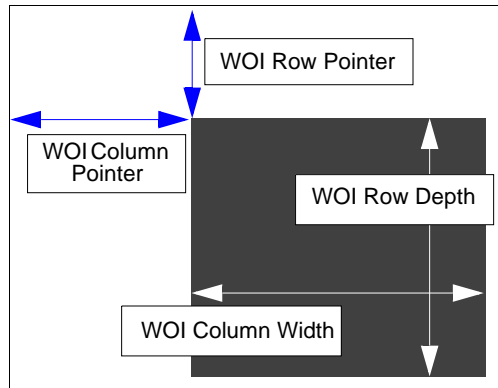 WOI Row Pointer
WOI Column
Pointer
WOI Row Depth
WOI Column Width